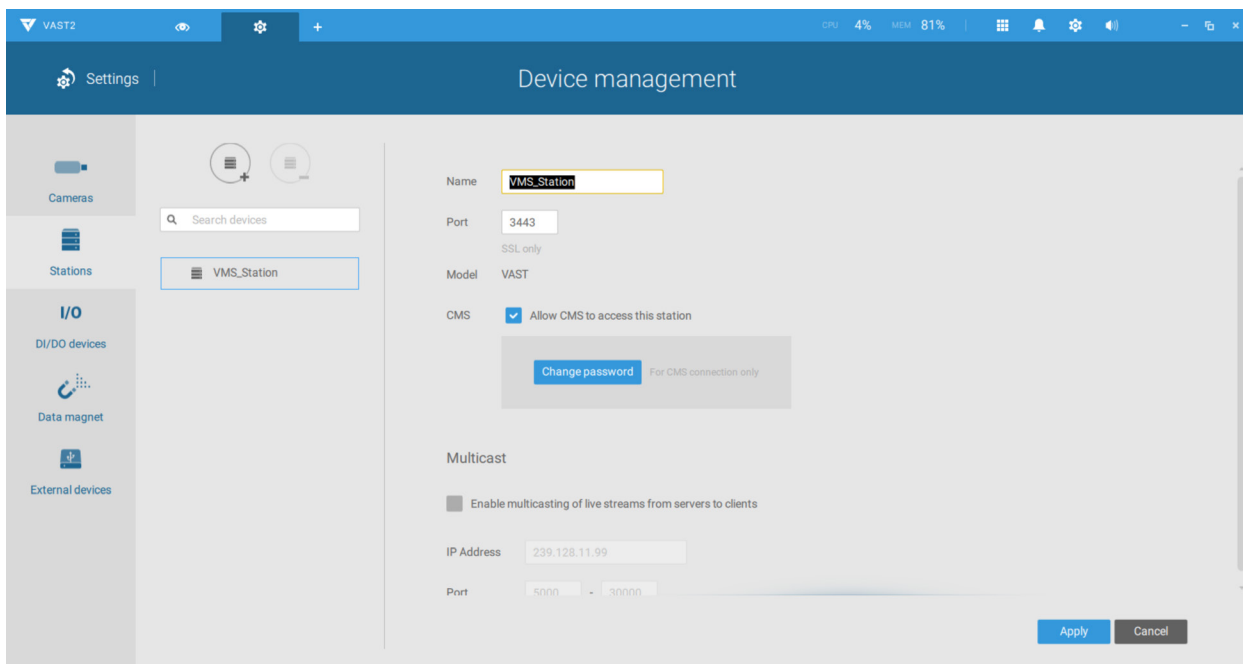 VAST2
+
CPU 4% MEM 81%
Settings
Device management
Cameras
Stations
I/O
DI/DO devices
Data magnet
External devices
Search devices
VMS_Station
Name VMS_Station
Port 3443
SSL only
Model VAST
CMS Allow CMS to access this station
Change password For CMS connection only
Multicast
Enable multicasting of live streams from servers to clients
IP Address 239.128.11.99
Port 5000 - 30000
Apply Cancel